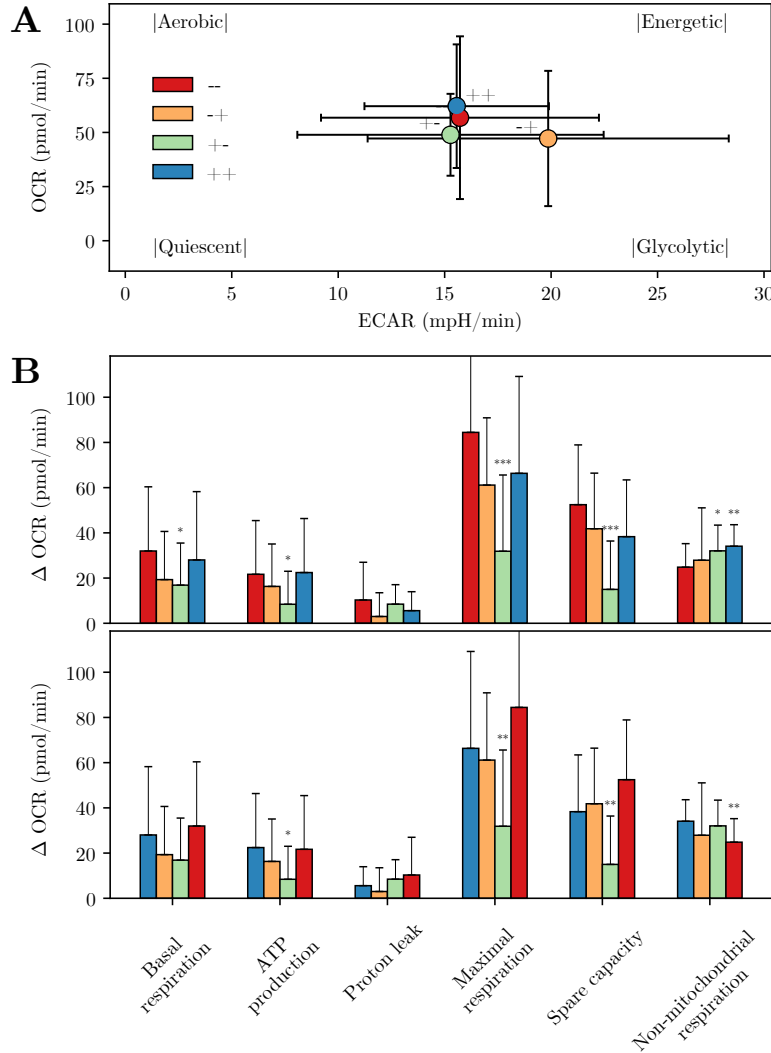 A
|Aerobic|
|Energetic|
--
-+
+-
++
++
+-
-+
|Quiescent|
|Glycolytic|
100
75
50
25
0
OCR (pmol/min)
0 5 10 15 20 25 30
ECAR (mpH/min)
B
100
80
60
40
20
0
Δ OCR (pmol/min)
* * *** *** * **
100
80
60
40
20
0
Δ OCR (pmol/min)
* ** ** **
Basal
respiration
ATP
production
Proton leak
Maximal
respiration
Spare capacity
Non-mitochondrial
respiration